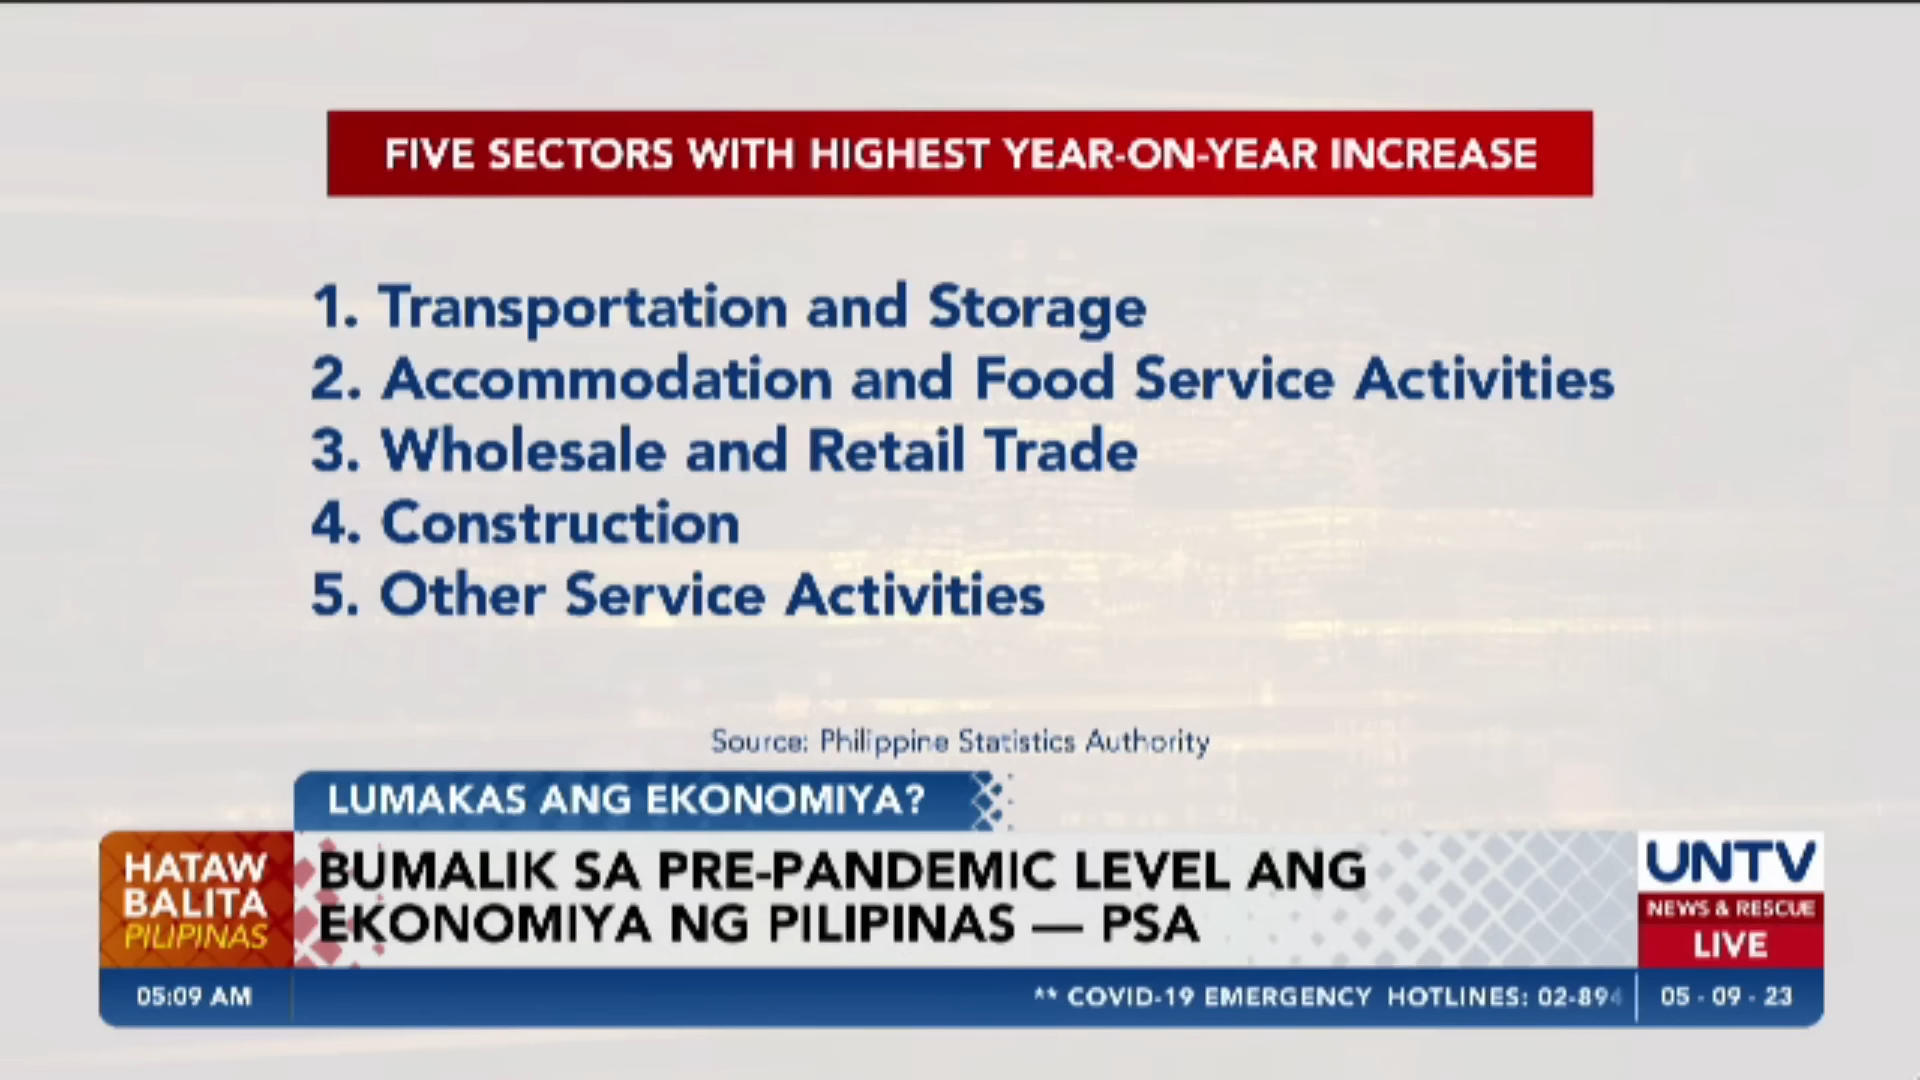 FIVE SECTORS WITH HIGHEST YEAR-ON-YEAR INCREASE
1. Transportation and Storage
2. Accommodation and Food Service Activities
3. Wholesale and Retail Trade
4. Construction
5. Other Service Activities
Source: Philippine Statistics Authority
LUMAKAS ANG EKONOMIYA?
HATAW
BALITA
PILIPINAS
BUMALIK SA PRE-PANDEMIC LEVEL ANG
EKONOMIYA NG PILIPINAS — PSA
UNTV
NEWS & RESCUE
LIVE
05:09 AM
** COVID-19 EMERGENCY HOTLINES: 02-894
05 - 09 - 23